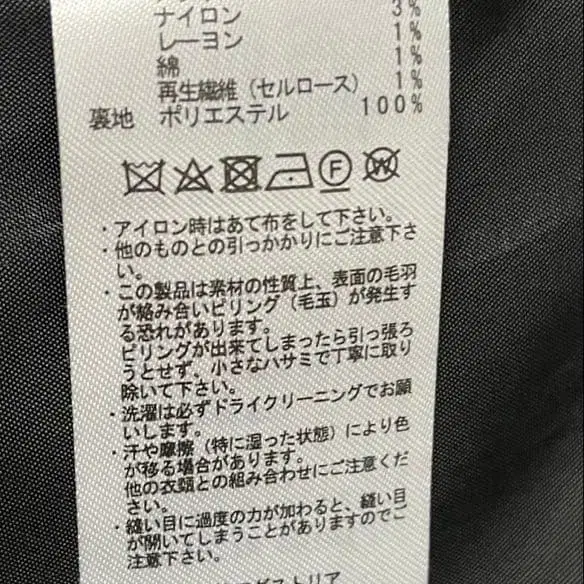 ナイロン 3%
レーヨン 1%
綿 1%
再生繊維（セルロース） 1%
裏地 ポリエステル 100%
F W
・アイロン時はあて布をして下さい。
・他のものとの引っかかりにご注意下さ
い。
・この製品は素材の性質上、表面の毛羽
が絡み合いピリング（毛玉）が発生す
る恐れがあります。
ピリングが出来てしまったら引っ張ろ
うとせず、小さなハサミで丁寧に取り
除いて下さい。
・洗濯は必ずドライクリーニングでお願
いします。
・汗や摩擦（特に湿った状態）により色
が移る場合があります。
他の衣類との組み合わせにご注意くだ
さい。
・縫い目に過度の力が加わると、縫い目
が開いてしまうことがありますのでご
注意下さい。
ストリア